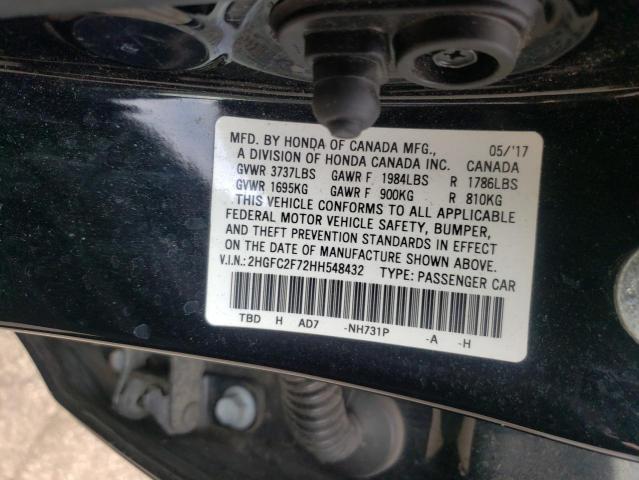 MFD. BY HONDA OF CANADA MFG., 05/'17
A DIVISION OF HONDA CANADA INC. CANADA
GVWR 3737LBS GAWR F 1984LBS R 1786LBS
GVWR 1695KG GAWR F 900KG R 810KG
THIS VEHICLE CONFORMS TO ALL APPLICABLE
FEDERAL MOTOR VEHICLE SAFETY, BUMPER,
AND THEFT PREVENTION STANDARDS IN EFFECT
ON THE DATE OF MANUFACTURE SHOWN ABOVE.
V.I.N.: 2HGFC2F72HH548432 TYPE: PASSENGER CAR
TBD H AD7 -NH731P -A -H